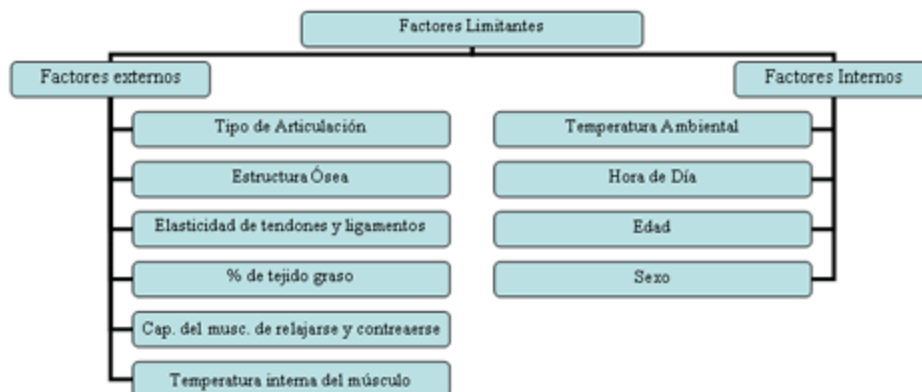 Factores Limitantes
Factores externos
Factores Internos
Tipo de Articulación
Estructura Ósea
Elasticidad de tendones y ligamentos
% de tejido graso
Cap. del musc. de relajarse y contreaerse
Temperatura interna del músculo
Temperatura Ambiental
Hora de Día
Edad
Sexo